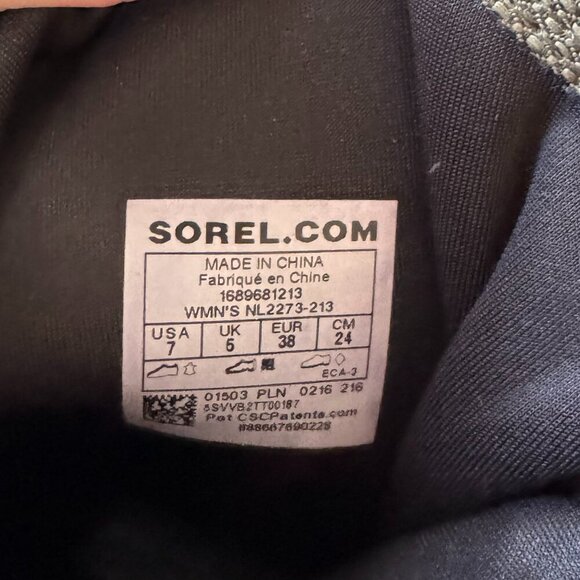 SOREL.COM
MADE IN CHINA
Fabriqué en Chine
1689681213
WMN'S NL2273-213
USA UK EUR CM
7 5 38 24
ECA-3
01503 PLN 0216 216
Pat CSCPatents.com